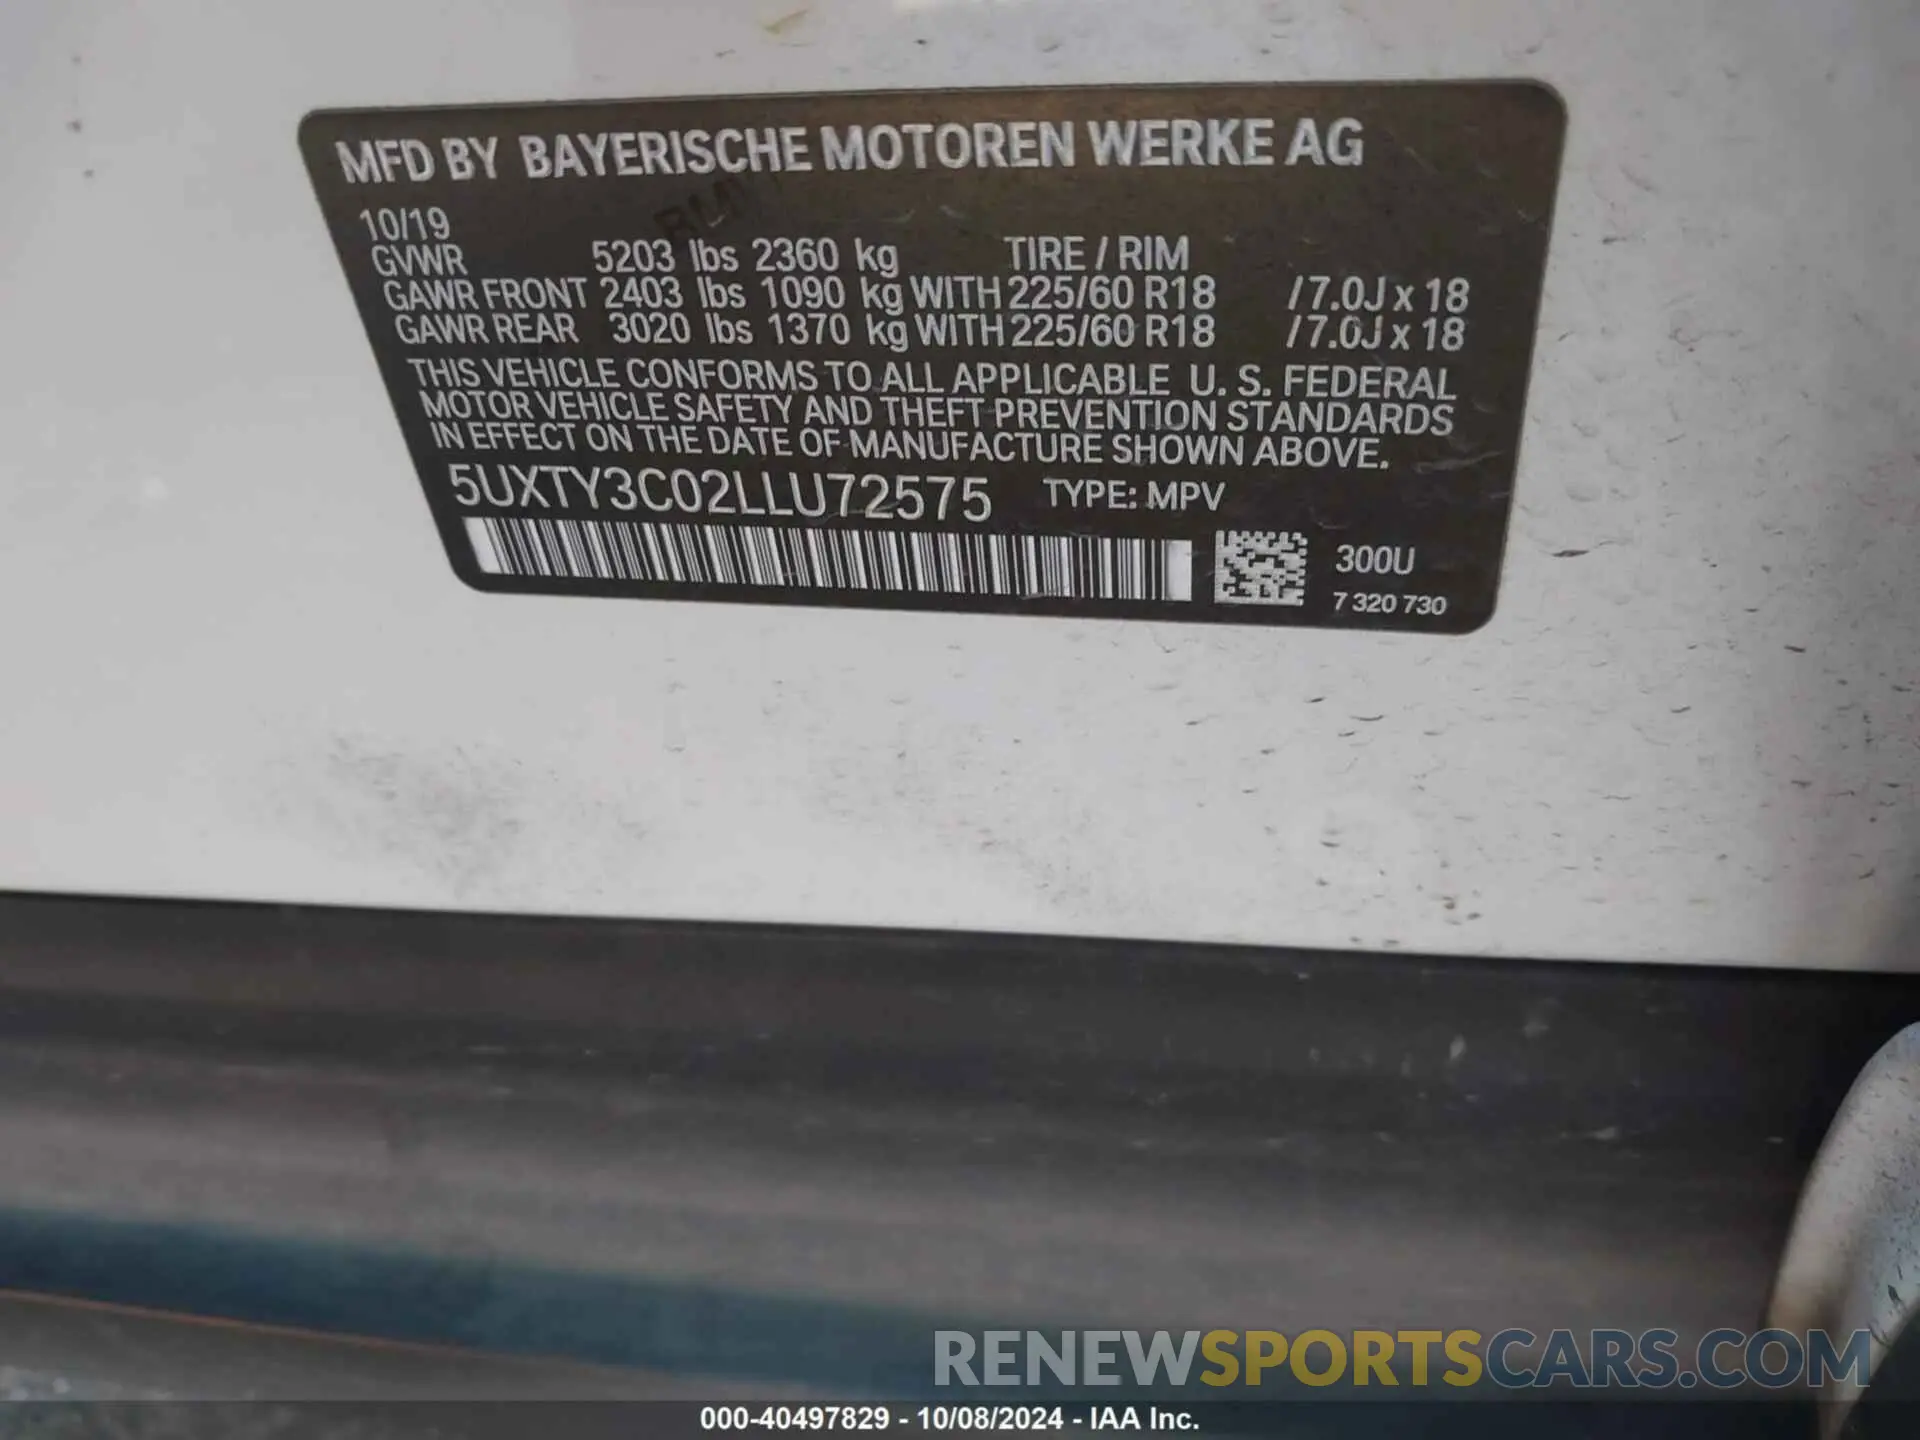 MFD BY BAYERISCHE MOTOREN WERKE AG
10/19
GVWR 5203 lbs 2360 kg TIRE / RIM
GAWR FRONT 2403 lbs 1090 kg WITH 225/60 R18 / 7.0J x 18
GAWR REAR 3020 lbs 1370 kg WITH 225/60 R18 / 7.0J x 18
THIS VEHICLE CONFORMS TO ALL APPLICABLE U. S. FEDERAL
MOTOR VEHICLE SAFETY AND THEFT PREVENTION STANDARDS
IN EFFECT ON THE DATE OF MANUFACTURE SHOWN ABOVE.
5UXTY3C02LLU72575 TYPE: MPV
300U
7 320 730
RENEWSPORTSCARS.COM
000-40497829 - 10/08/2024 - IAA Inc.